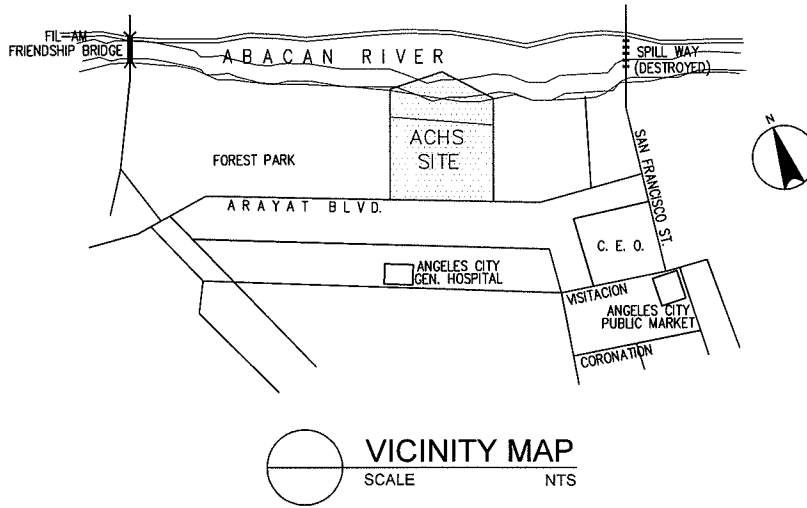 FIL-AM
FRIENDSHIP BRIDGE
ABACAN RIVER
SPILL WAY
(DESTROYED)
ACHS
SITE
FOREST PARK
SAN FRANCISCO ST.
N
ARAYAT BLVD.
C. E. O.
ANGELES CITY
GEN. HOSPITAL
VISITACION
ANGELES CITY
PUBLIC MARKET
CORONATION
VICINITY MAP
SCALE NTS